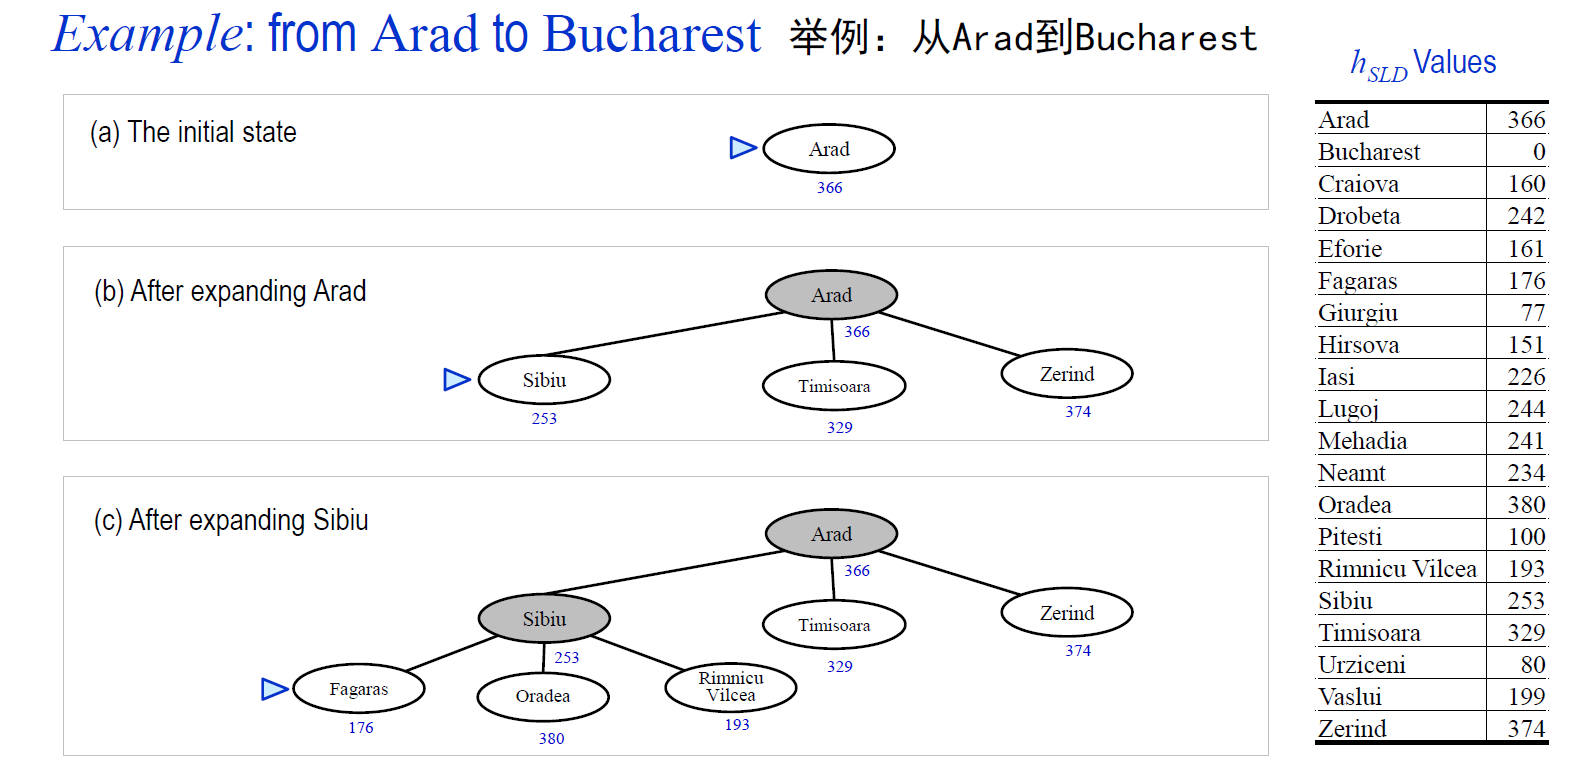 Example: from Arad to Bucharest 举例：从Arad到Bucharest
(a) The initial state
Arad
366
(b) After expanding Arad
Arad
366
Sibiu
253
Timisoara
329
Zerind
374
(c) After expanding Sibiu
Arad
366
Sibiu
253
Timisoara
329
Zerind
374
Fagaras
176
Oradea
380
Rimnicu
Vilcea
193
hSLD Values
Arad 366
Bucharest 0
Craiova 160
Drobeta 242
Eforie 161
Fagaras 176
Giurgiu 77
Hirsova 151
Iasi 226
Lugoj 244
Mehadia 241
Neamt 234
Oradea 380
Pitesti 100
Rimnicu Vilcea 193
Sibiu 253
Timisoara 329
Urziceni 80
Vaslui 199
Zerind 374